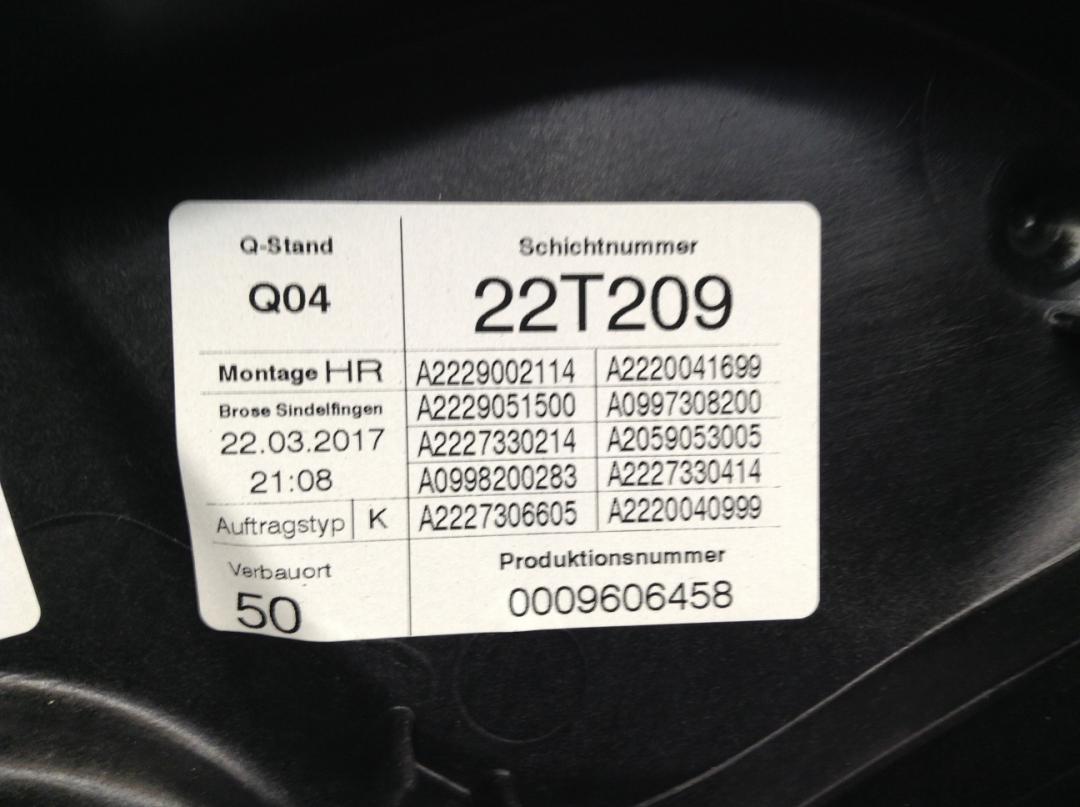 Q-Stand
Q04
Schichtnummer
22T209
Montage HR
Brose Sindelfingen
22.03.2017
21:08
Auftragstyp K
Verbauort
50
A2229002114 A2220041699
A2229051500 A0997308200
A2227330214 A2059053005
A0998200283 A2227330414
A2227306605 A2220040999
Produktionsnummer
0009606458